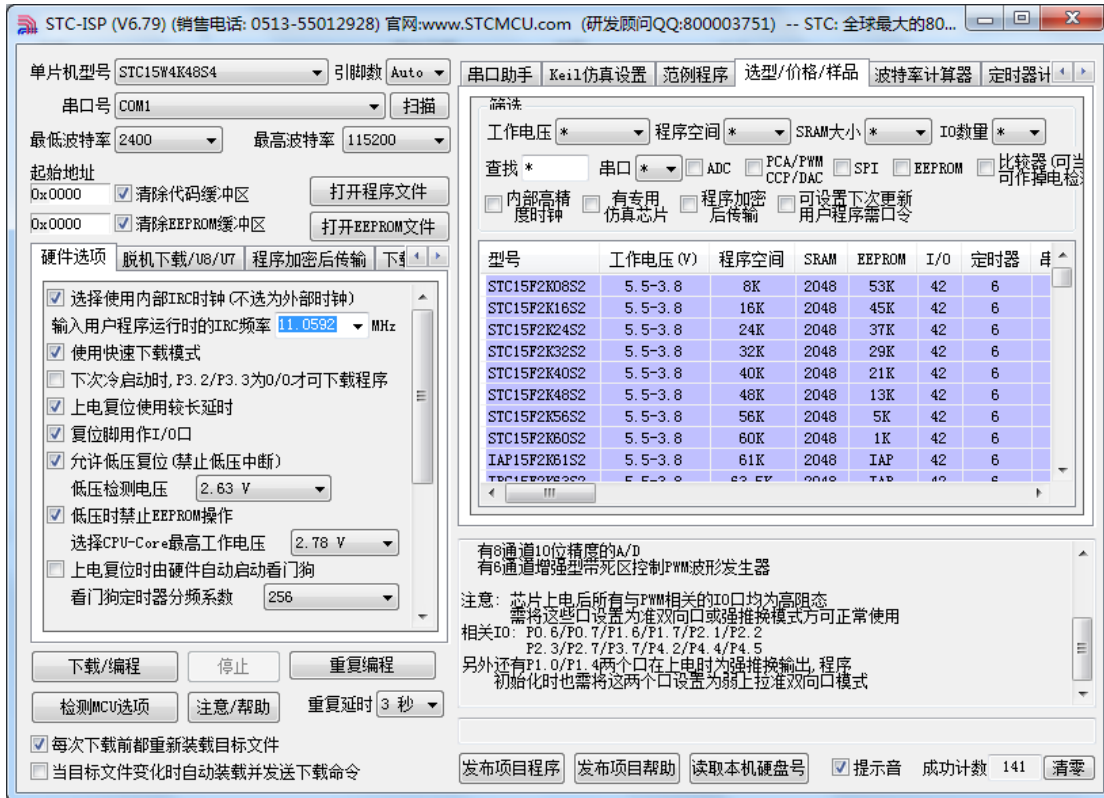 STC-ISP (V6.79) (销售电话: 0513-55012928) 官网:www.STCMCU.com (研发顾问QQ:800003751) -- STC: 全球最大的80...
单片机型号 STC15W4K48S4 引脚数 Auto
串口号 COM1 扫描
最低波特率 2400 最高波特率 115200
起始地址
0x0000 清除代码缓冲区 打开程序文件
0x0000 清除EEPROM缓冲区 打开EEPROM文件
硬件选项 脱机下载/U8/U7 程序加密后传输
选择使用内部IRC时钟(不选为外部时钟)
输入用户程序运行时的IRC频率 11.0592 MHz
使用快速下载模式
下次冷启动时,P3.2/P3.3为0/0才可下载程序
上电复位使用较长延时
复位脚用作I/O口
允许低压复位(禁止低压中断)
低压检测电压 2.63 V
低压时禁止EEPROM操作
选择CPU-Core最高工作电压 2.78 V
上电复位时由硬件自动启动看门狗
看门狗定时器分频系数 256
下载/编程 停止 重复编程
检测MCU选项 注意/帮助 重复延时 3 秒
每次下载前都重新装载目标文件
当目标文件变化时自动装载并发送下载命令
串口助手 Keil仿真设置 范例程序 选型/价格/样品 波特率计算器 定时器计
筛选
工作电压 * 程序空间 * SRAM大小 * IO数量 *
查找 * 串口 * ADC PCA/PWM CCP/DAC SPI EEPROM 比较器(可当 可作掉电检
内部高精度时钟 有专用仿真芯片 程序加密后传输 可设置下次更新用户程序需口令
型号 工作电压(V) 程序空间 SRAM EEPROM I/O 定时器
STC15F2K08S2 5.5-3.8 8K 2048 53K 42 6
STC15F2K16S2 5.5-3.8 16K 2048 45K 42 6
STC15F2K24S2 5.5-3.8 24K 2048 37K 42 6
STC15F2K32S2 5.5-3.8 32K 2048 29K 42 6
STC15F2K40S2 5.5-3.8 40K 2048 21K 42 6
STC15F2K48S2 5.5-3.8 48K 2048 13K 42 6
STC15F2K56S2 5.5-3.8 56K 2048 5K 42 6
STC15F2K60S2 5.5-3.8 60K 2048 1K 42 6
IAP15F2K61S2 5.5-3.8 61K 2048 IAP 42 6
有8通道10位精度的A/D
有6通道增强型带死区控制PWM波形发生器
注意: 芯片上电后所有与PWM相关的IO口均为高阻态
需将这些口设置为准双向口或强推挽模式方可正常使用
相关IO: P0.6/P0.7/P1.6/P1.7/P2.1/P2.2
P2.3/P2.7/P3.7/P4.2/P4.4/P4.5
另外还有P1.0/P1.4两个口在上电时为强推挽输出,程序
初始化时也需将这两个口设置为弱上拉准双向口模式
发布项目程序 发布项目帮助 读取本机硬盘号 提示音 成功计数 141 清零